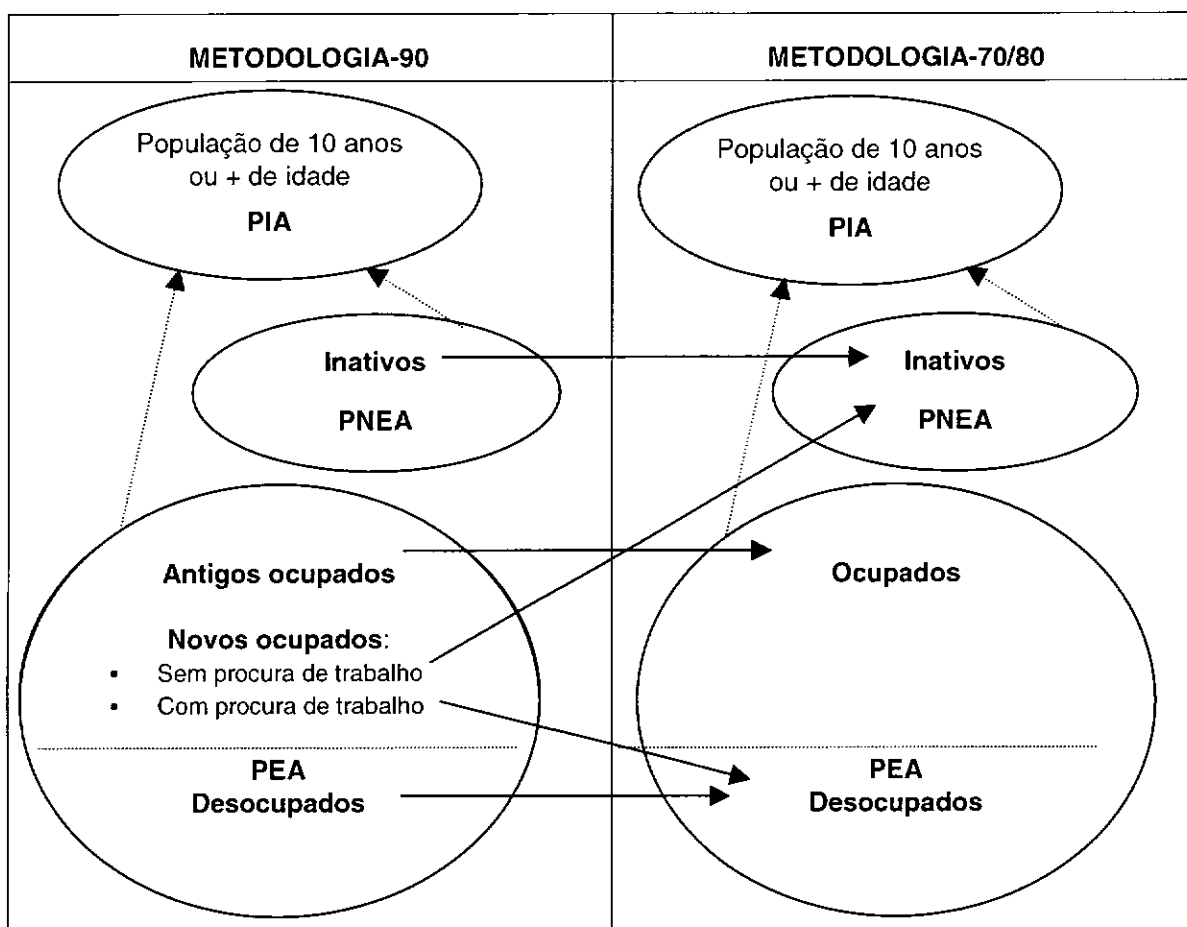 METODOLOGIA-90
População de 10 anos
ou + de idade
PIA
Inativos
PNEA
Antigos ocupados
Novos ocupados:
▪ Sem procura de trabalho
▪ Com procura de trabalho
PEA
Desocupados
METODOLOGIA-70/80
População de 10 anos
ou + de idade
PIA
Inativos
PNEA
Ocupados
PEA
Desocupados